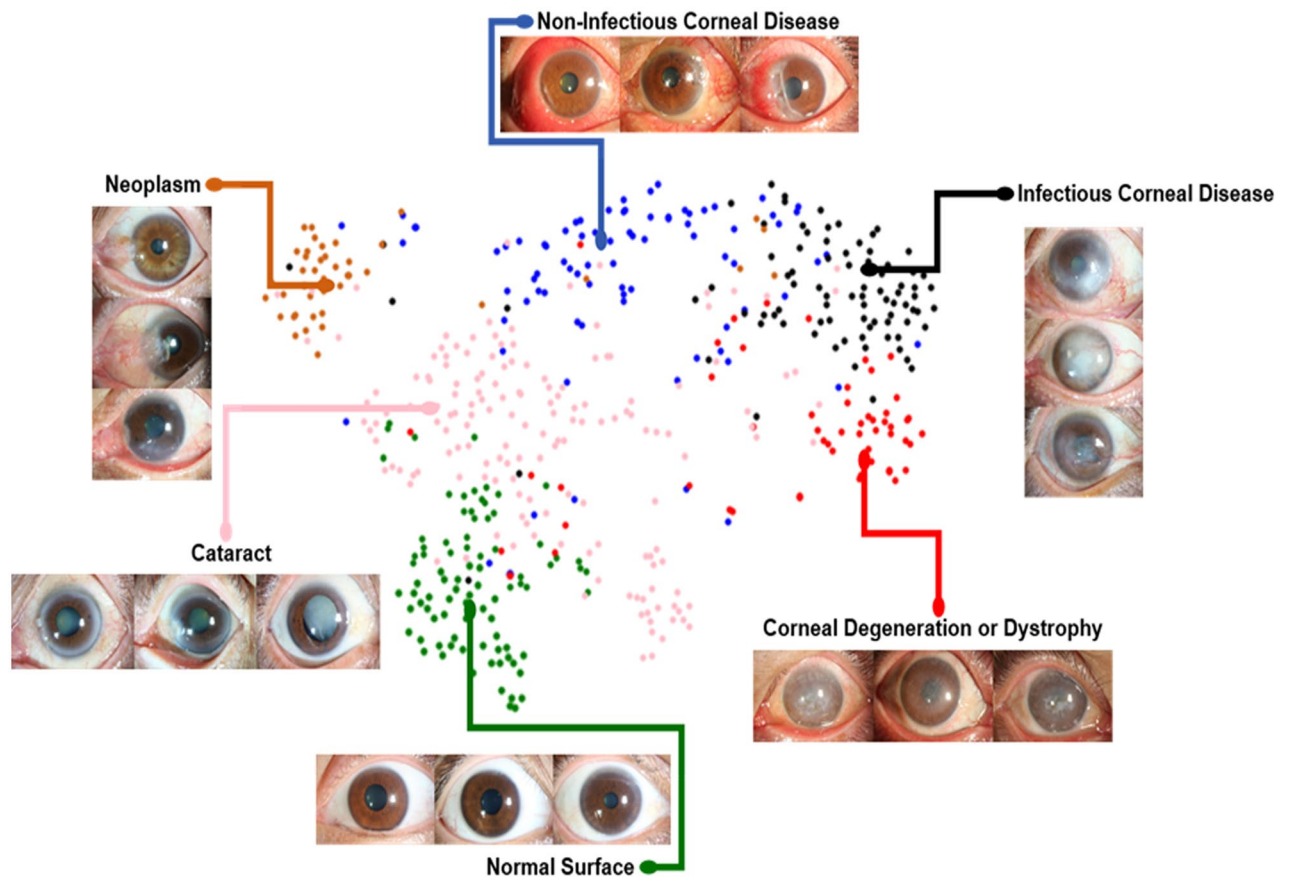 Non-Infectious Corneal Disease
Neoplasm
Infectious Corneal Disease
Cataract
Corneal Degeneration or Dystrophy
Normal Surface